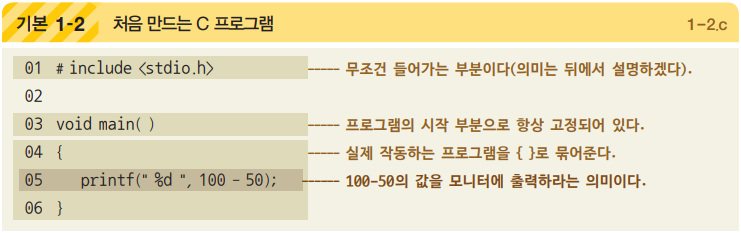 기본 1-2 처음 만드는 C 프로그램 1-2.c
01 # include <stdio.h> 무조건 들어가는 부분이다(의미는 뒤에서 설명하겠다).
02
03 void main( ) 프로그램의 시작 부분으로 항상 고정되어 있다.
04 { 실제 작동하는 프로그램을 { }로 묶어준다.
05 printf(" %d ", 100 - 50); 100-50의 값을 모니터에 출력하라는 의미이다.
06 }